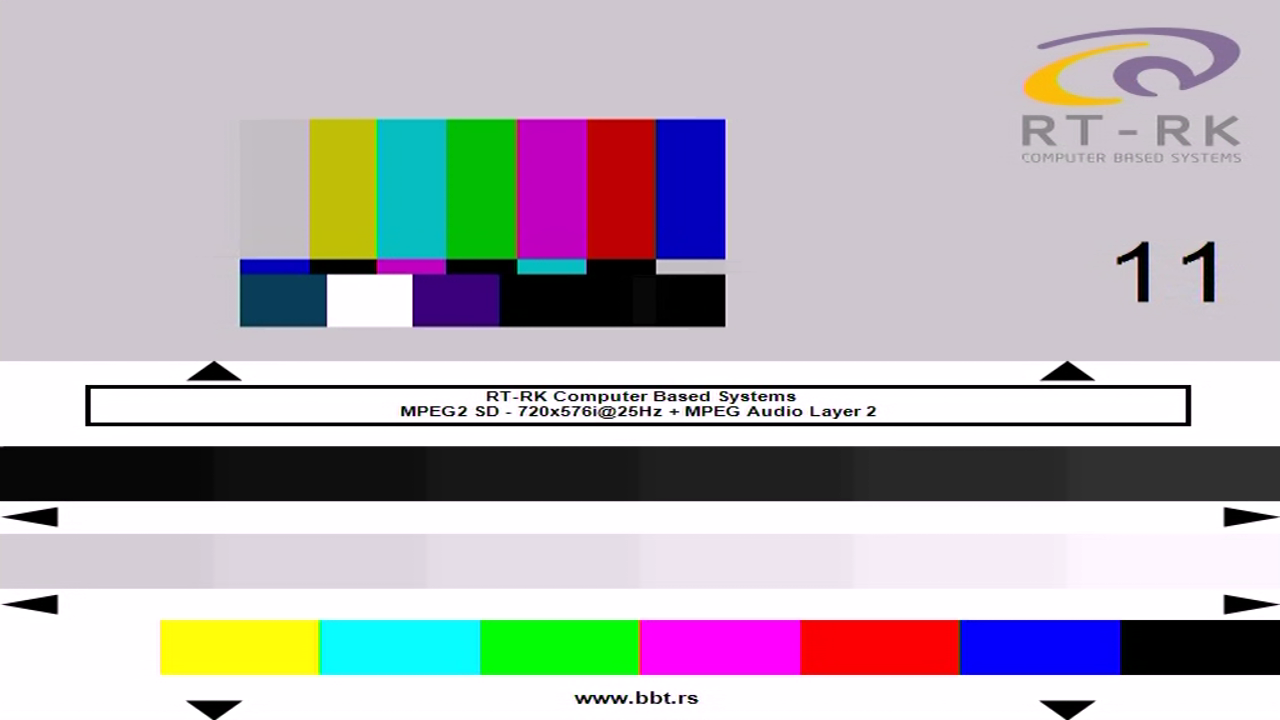 RT-RK
COMPUTER BASED SYSTEMS
11
RT-RK Computer Based Systems
MPEG2 SD - 720x576i@25Hz + MPEG Audio Layer 2
www.bbt.rs